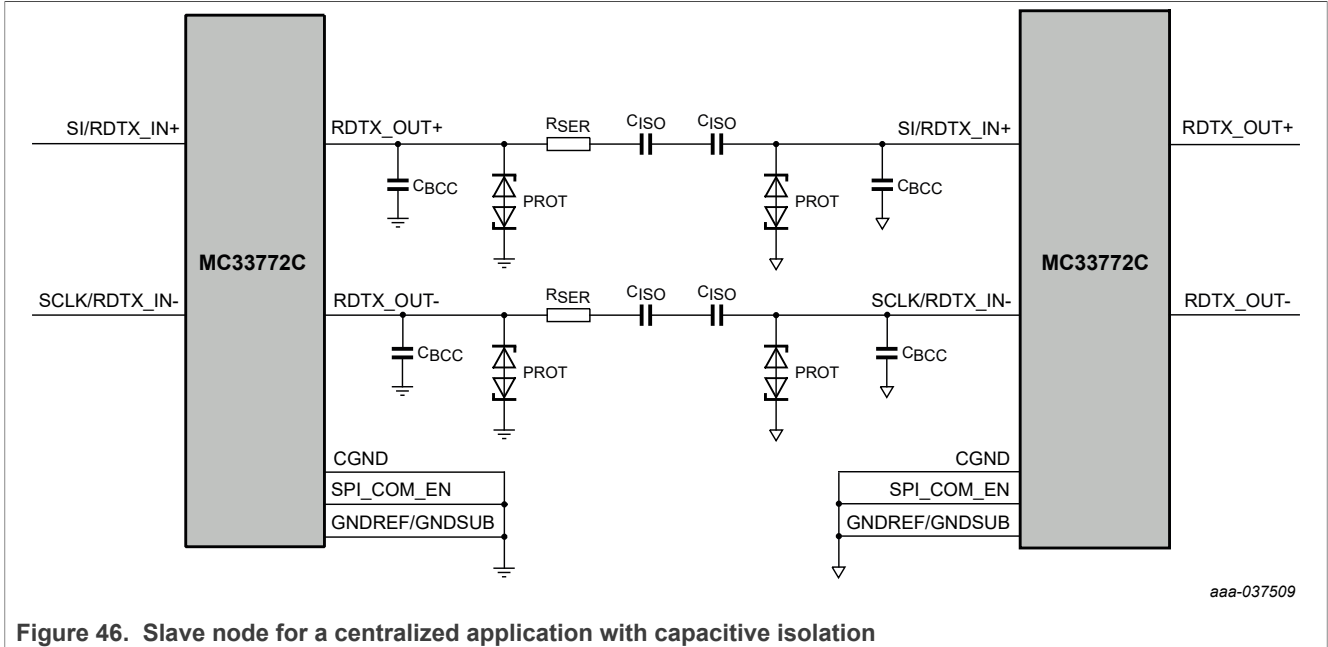 SI/RDTX_IN+
RDTX_OUT+
RSER
CISO
CISO
SI/RDTX_IN+
RDTX_OUT+
CBCC
PROT
PROT
CBCC
MC33772C
MC33772C
SCLK/RDTX_IN-
RDTX_OUT-
RSER
CISO
CISO
SCLK/RDTX_IN-
RDTX_OUT-
CBCC
PROT
PROT
CBCC
CGND
CGND
SPI_COM_EN
SPI_COM_EN
GNDREF/GNDSUB
GNDREF/GNDSUB
aaa-037509
Figure 46. Slave node for a centralized application with capacitive isolation